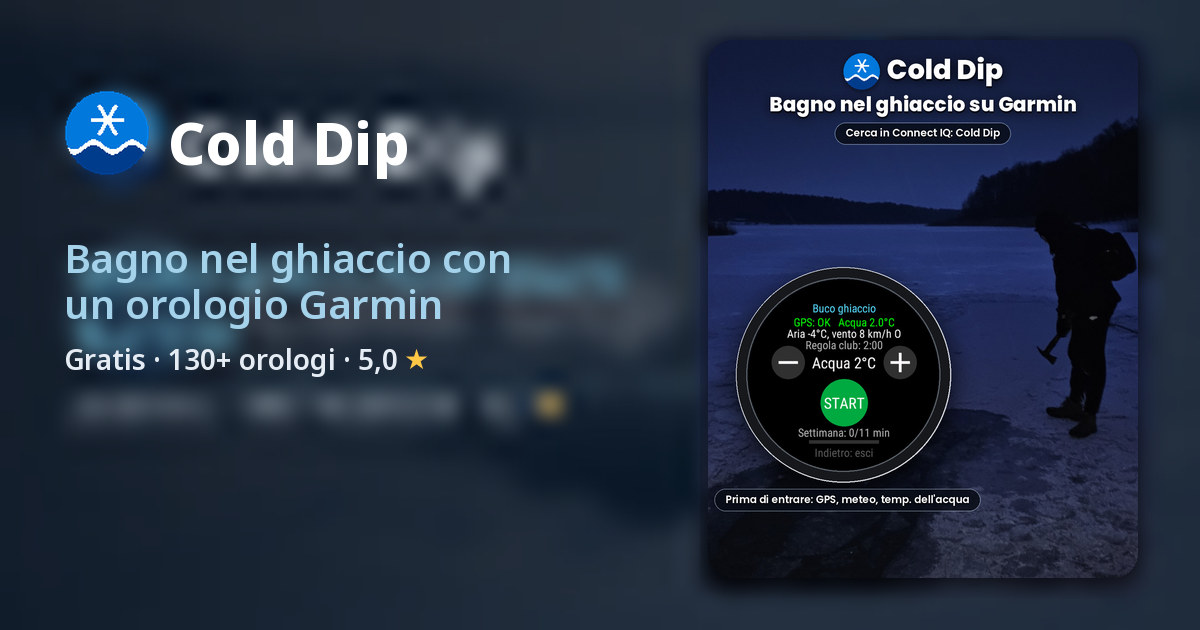 Cold Dip
Bagno nel ghiaccio con
un orologio Garmin
Gratis · 130+ orologi · 5,0 ★
Cold Dip
Bagno nel ghiaccio su Garmin
Cerca in Connect IQ: Cold Dip
Buco ghiaccio
GPS: OK Acqua 2.0°C
Aria -4°C, vento 8 km/h O
Regola club: 2:00
− Acqua 2°C +
START
Settimana: 0/11 min
Indietro: esci
Prima di entrare: GPS, meteo, temp. dell'acqua